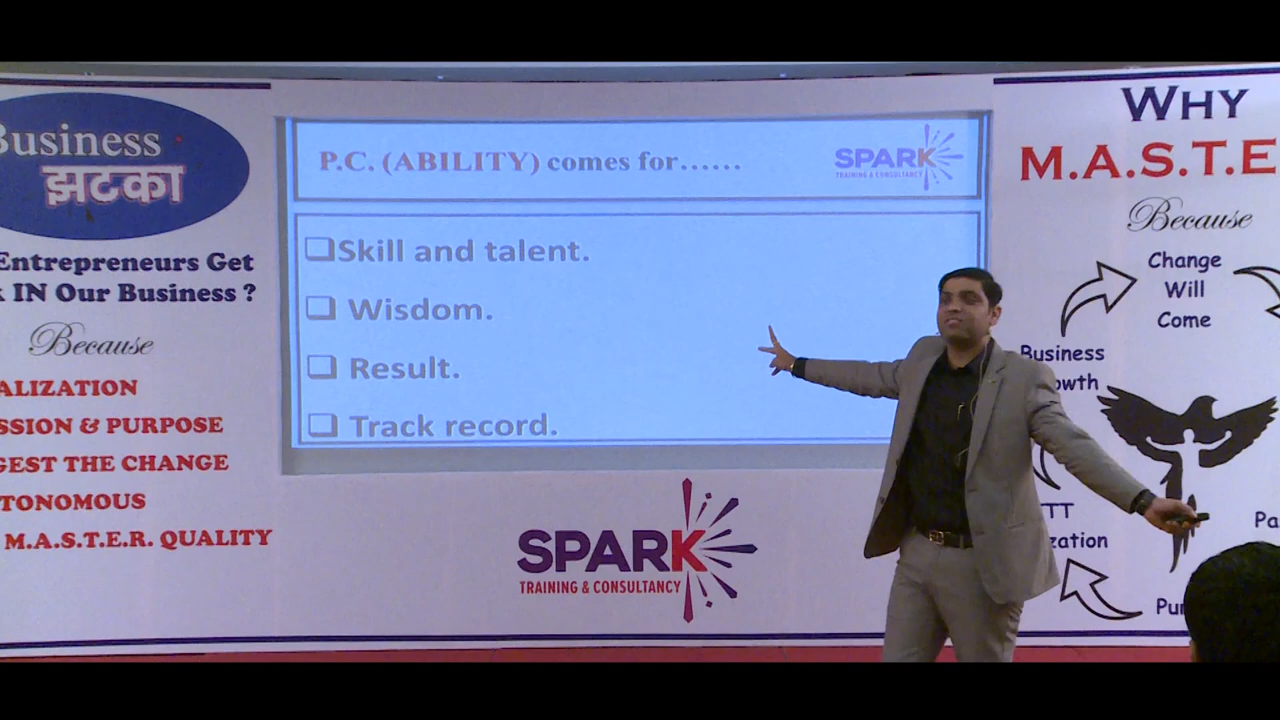 Business
झटका
Entrepreneurs Get
IN Our Business ?
Because
ALIZATION
SSION & PURPOSE
GEST THE CHANGE
TONOMOUS
M.A.S.T.E.R. QUALITY
P.C. (ABILITY) comes for......
SPARK
TRAINING & CONSULTANCY
Skill and talent.
Wisdom.
Result.
Track record.
SPARK
TRAINING & CONSULTANCY
WHY
M.A.S.T.E
Because
Change
Will
Come
Business
owth
TT
zation
Pa
Pu